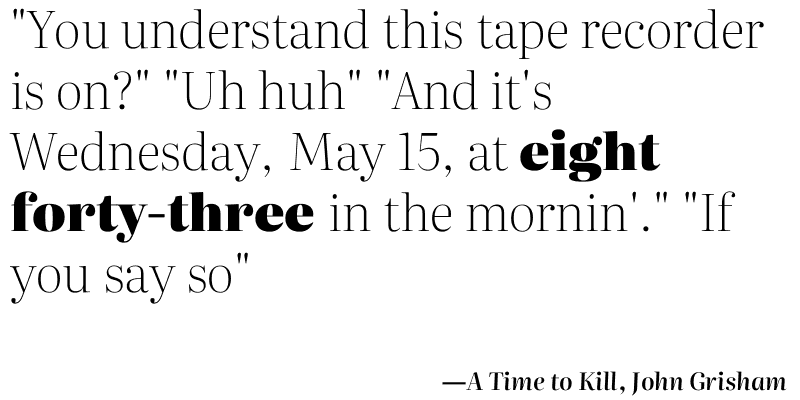 "You understand this tape recorder
is on?" "Uh huh" "And it's
Wednesday, May 15, at eight
forty-three in the mornin'." "If
you say so"
—A Time to Kill, John Grisham